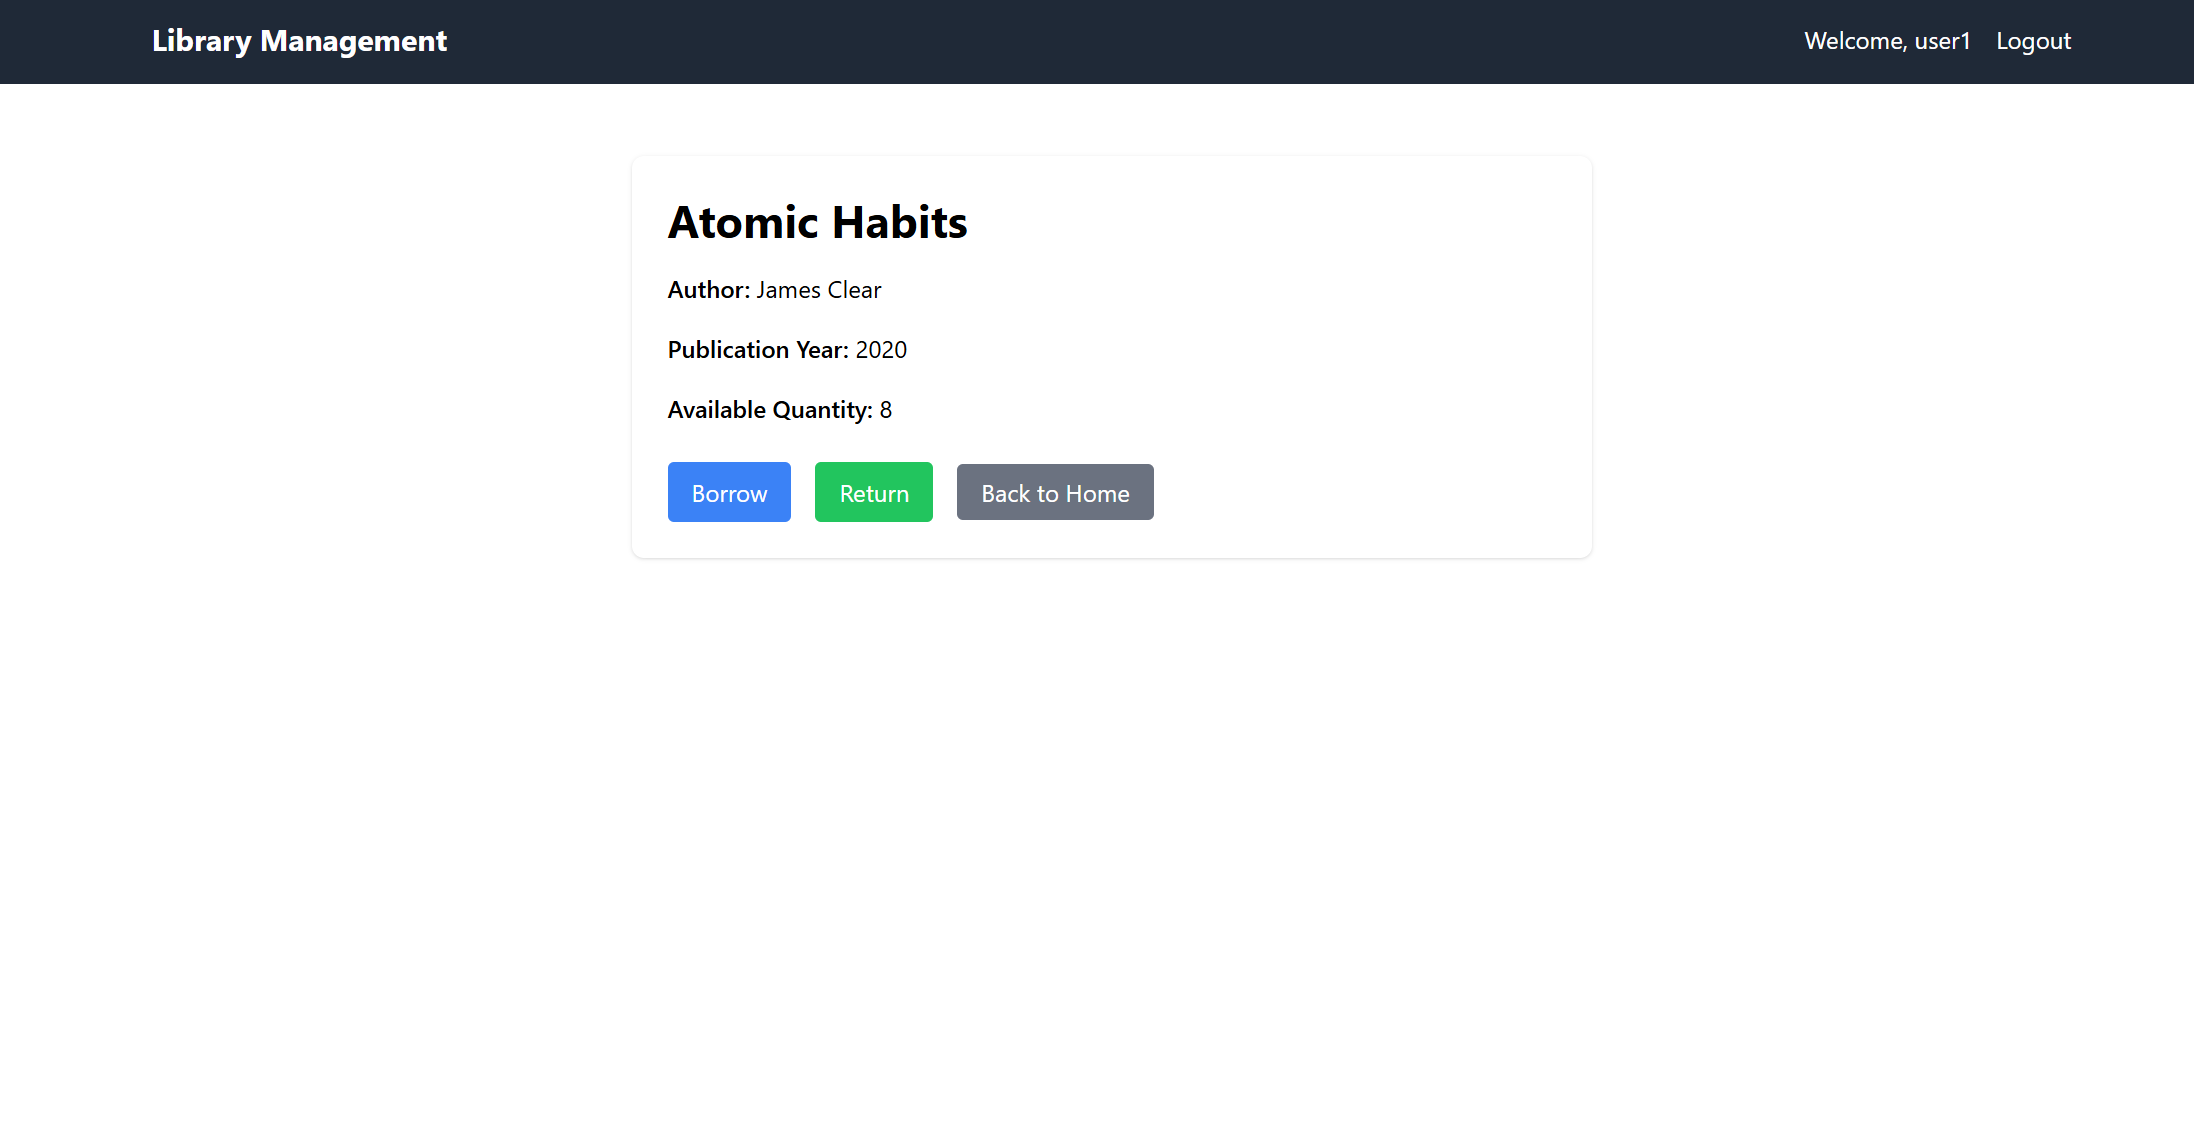 Library Management
Welcome, user1
Logout
Atomic Habits
Author: James Clear
Publication Year: 2020
Available Quantity: 8
Borrow
Return
Back to Home